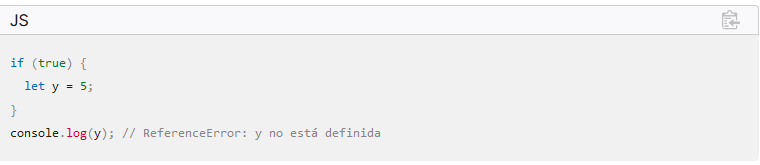 JS
if (true) {
  let y = 5;
}
console.log(y); // ReferenceError: y no está definida